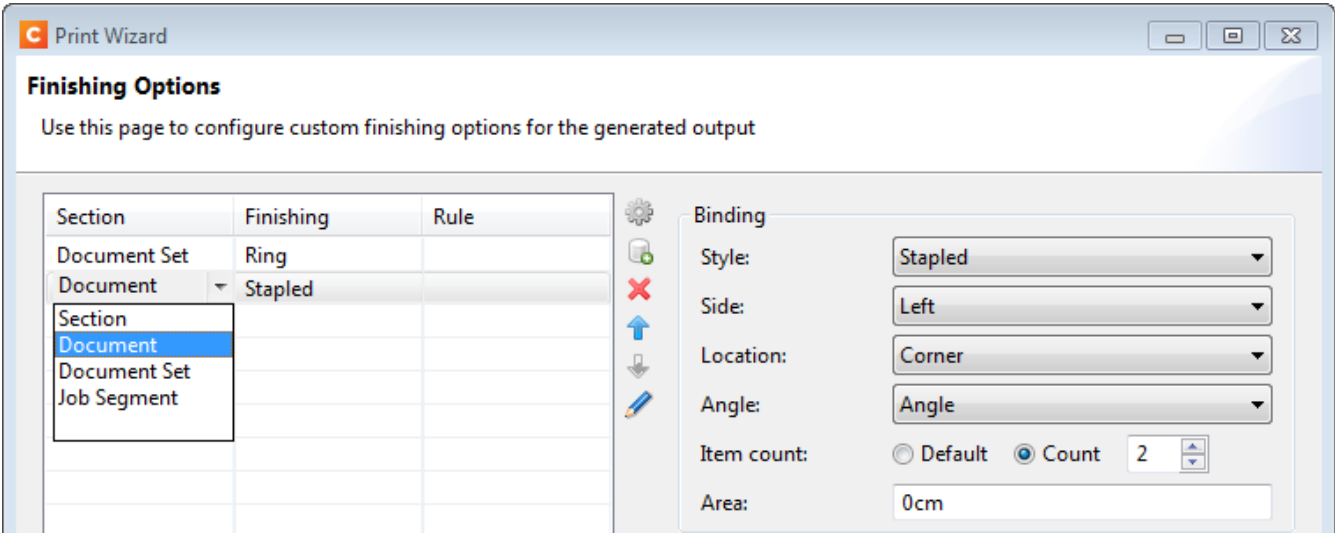 C Print Wizard
Finishing Options
Use this page to configure custom finishing options for the generated output
Section Finishing Rule
Document Set Ring
Document Stapled
Section
Document
Document Set
Job Segment
Binding
Style: Stapled
Side: Left
Location: Corner
Angle: Angle
Item count: Default Count 2
Area: 0cm